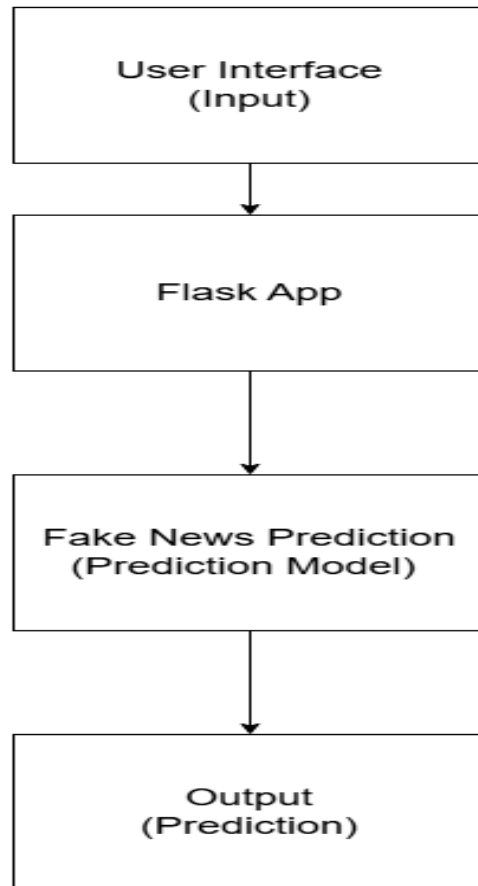 User Interface
(Input)
Flask App
Fake News Prediction
(Prediction Model)
Output
(Prediction)